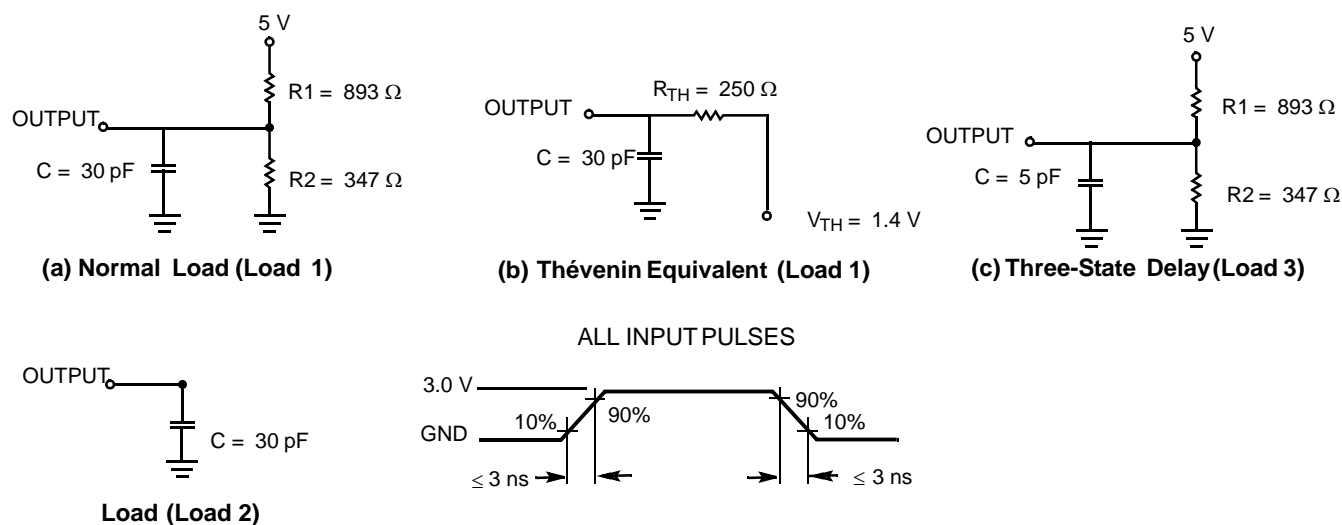 5 V
R1 = 893 Ω
OUTPUT
C = 30 pF
R2 = 347 Ω
(a) Normal Load (Load 1)
RTH = 250 Ω
OUTPUT
C = 30 pF
VTH = 1.4 V
(b) Thévenin Equivalent (Load 1)
5 V
R1 = 893 Ω
OUTPUT
C = 5 pF
R2 = 347 Ω
(c) Three-State Delay (Load 3)
OUTPUT
C = 30 pF
Load (Load 2)
ALL INPUT PULSES
3.0 V
90%
10%
GND
90%
10%
≤ 3 ns
≤ 3 ns